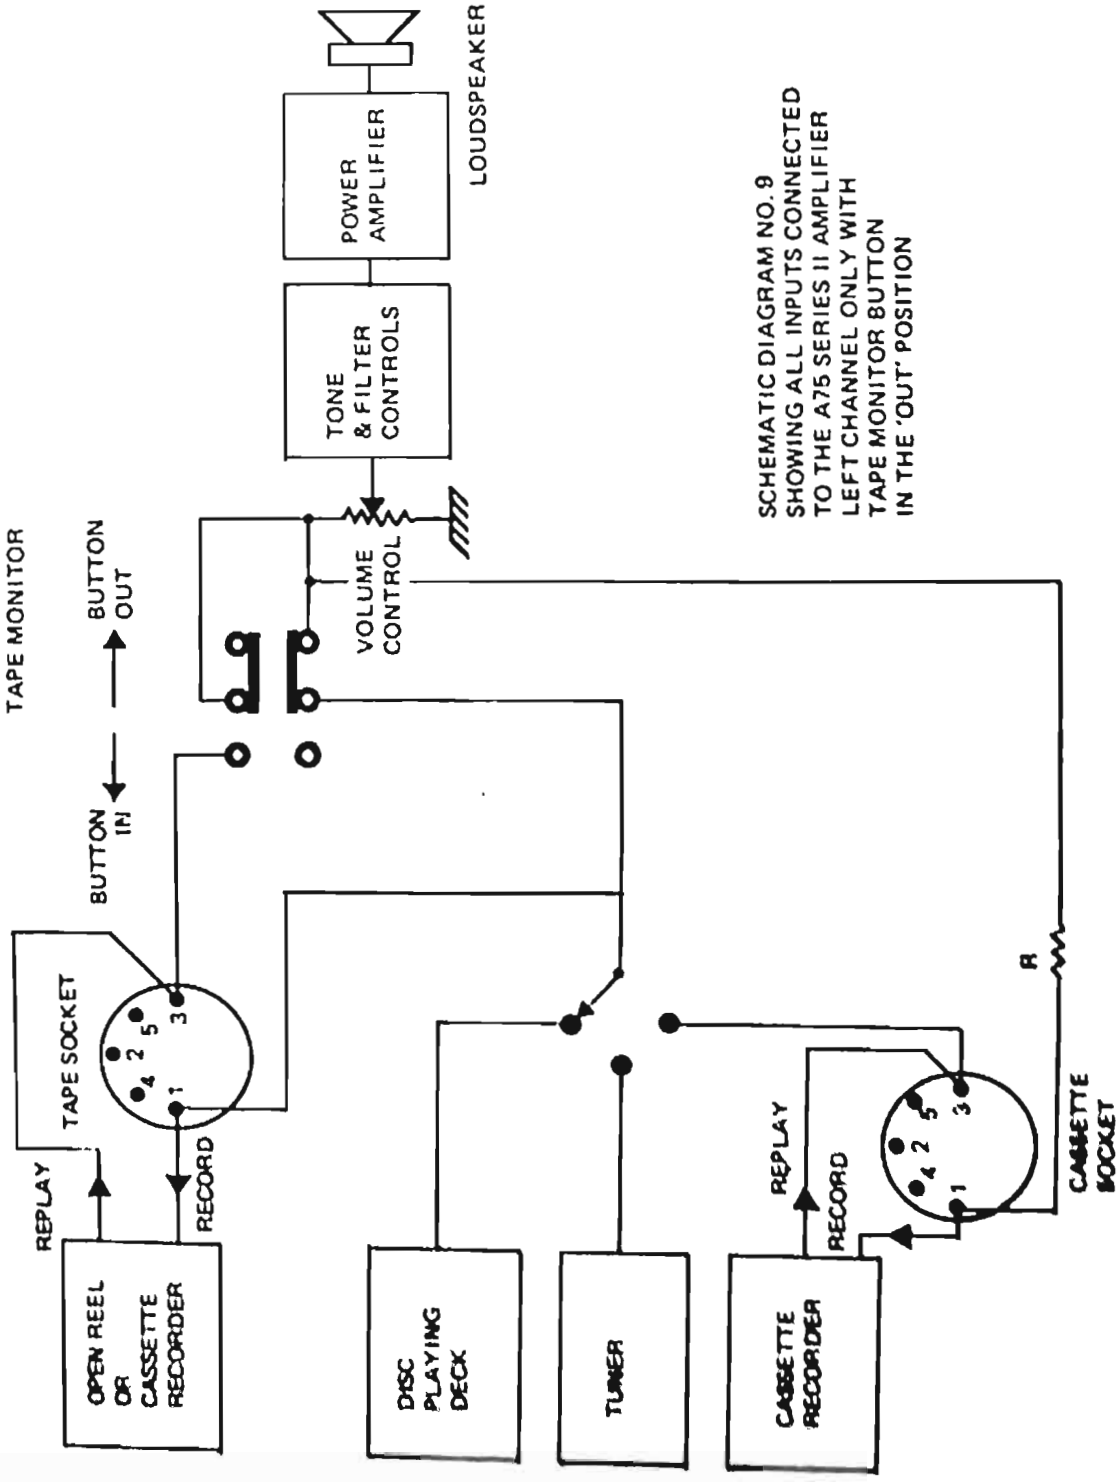 TAPE MONITOR
BUTTON
IN
BUTTON
OUT
TAPE SOCKET
4
2
5
1
3
REPLAY
RECORD
OPEN REEL
OR
CASSETTE
RECORDER
VOLUME
CONTROL
TONE
& FILTER
CONTROLS
POWER
AMPLIFIER
LOUDSPEAKER
DISC
PLAYING
DECK
TUNER
CASSETTE
RECORDER
REPLAY
RECORD
4
2
5
1
3
CASSETTE
SOCKET
R
SCHEMATIC DIAGRAM NO. 9
SHOWING ALL INPUTS CONNECTED
TO THE A75 SERIES II AMPLIFIER
LEFT CHANNEL ONLY WITH
TAPE MONITOR BUTTON
IN THE 'OUT' POSITION